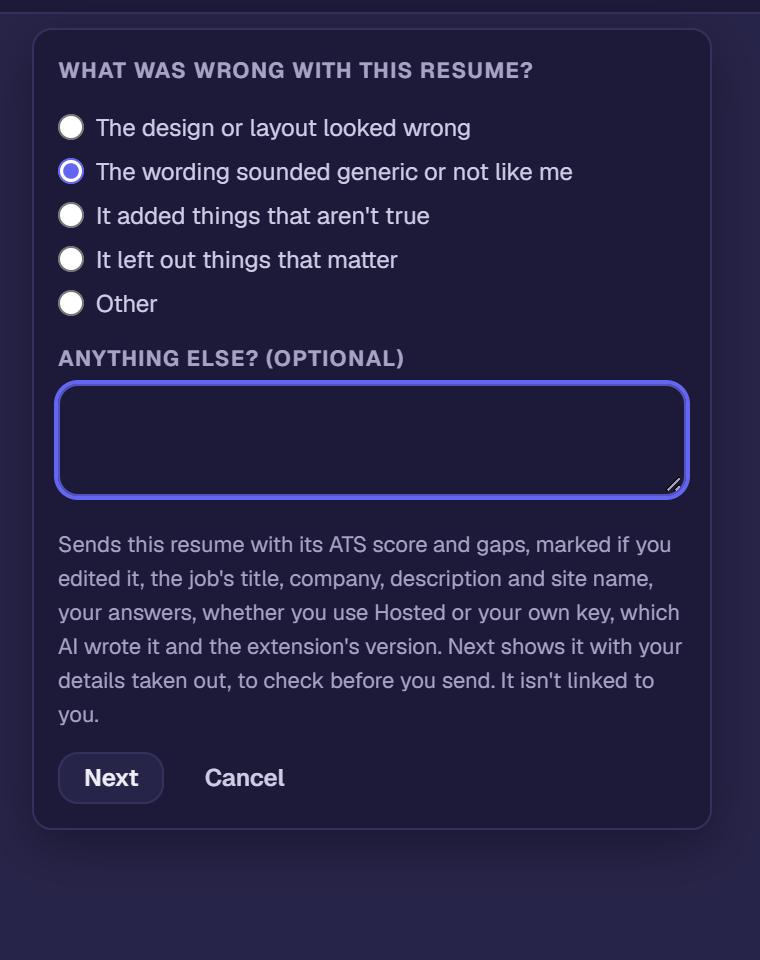 WHAT WAS WRONG WITH THIS RESUME?
The design or layout looked wrong
The wording sounded generic or not like me
It added things that aren't true
It left out things that matter
Other
ANYTHING ELSE? (OPTIONAL)
Sends this resume with its ATS score and gaps, marked if you
edited it, the job's title, company, description and site name,
your answers, whether you use Hosted or your own key, which
AI wrote it and the extension's version. Next shows it with your
details taken out, to check before you send. It isn't linked to
you.
Next
Cancel